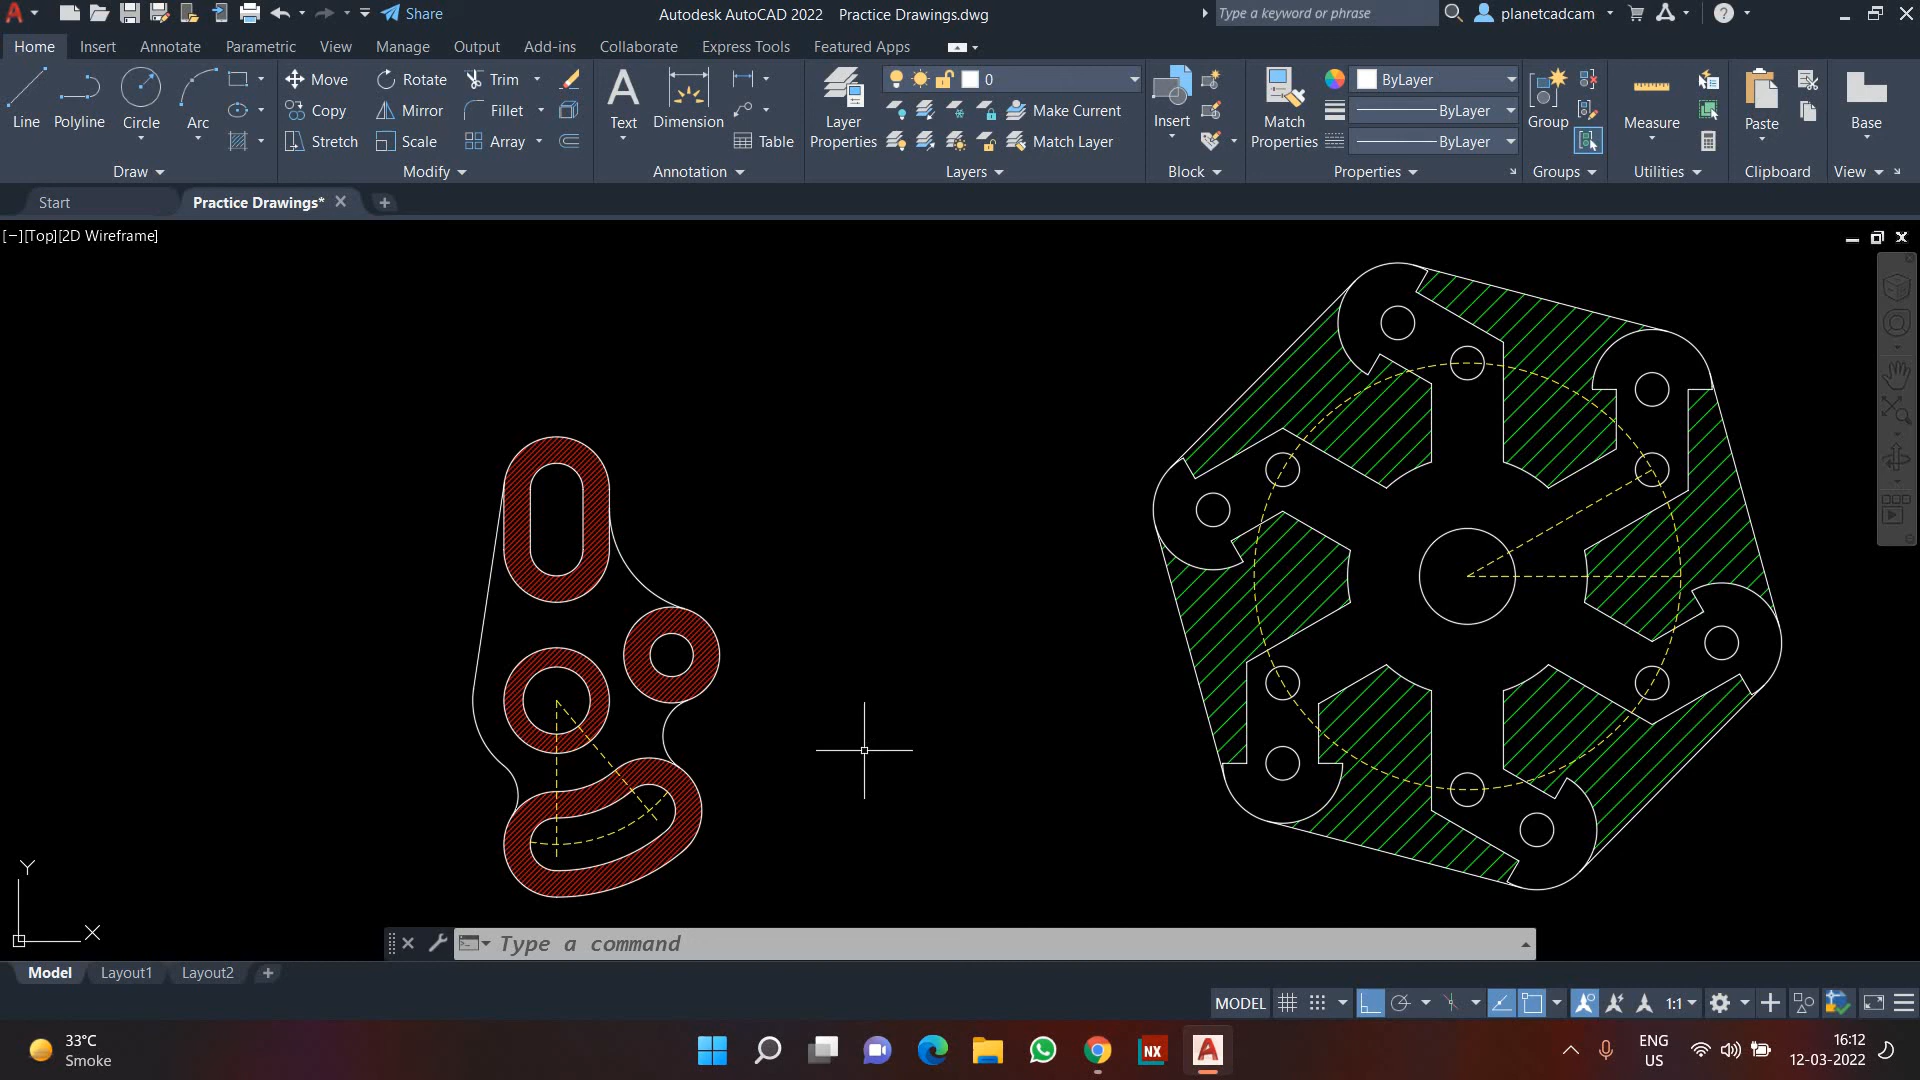 Share
Autodesk AutoCAD 2022 Practice Drawings.dwg
Type a keyword or phrase
planetcadcam
Home Insert Annotate Parametric View Manage Output Add-ins Collaborate Express Tools Featured Apps
Line Polyline Circle Arc
Move Rotate Trim
Copy Mirror Fillet
Stretch Scale Array
Text Dimension Table
Layer Properties
0
Make Current
Match Layer
Insert
Match Properties
ByLayer
ByLayer
ByLayer
Group
Measure
Paste
Base
Draw Modify Annotation Layers Block Properties Groups Utilities Clipboard View
Start Practice Drawings*
[−][Top][2D Wireframe]
Y
X
Type a command
Model Layout1 Layout2
MODEL 1:1
33°C
Smoke
NX
A
ENG
US
16:12
12-03-2022